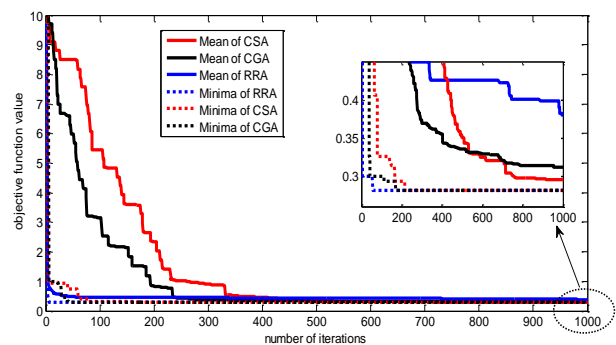 objective function value
10
9
8
7
6
5
4
3
2
1
0
Mean of CSA
Mean of CGA
Mean of RRA
Minima of RRA
Minima of CSA
Minima of CGA
0.4
0.35
0.3
0 200 400 600 800 1000
0 100 200 300 400 500 600 700 800 900 1000
number of iterations